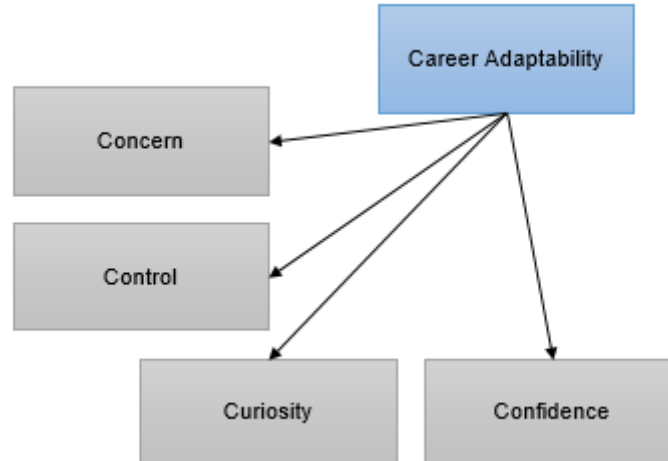 Career Adaptability
Concern
Control
Curiosity
Confidence